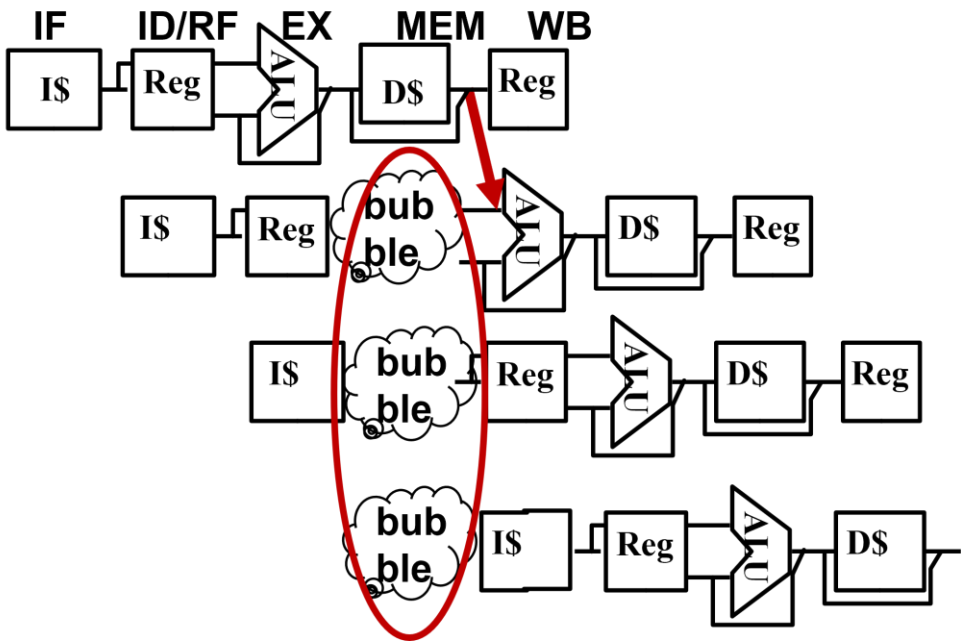 IF ID/RF EX MEM WB
I$ Reg ALU D$ Reg
I$ Reg bub ALU D$ Reg
ble
I$ bub Reg ALU D$ Reg
ble
bub I$ Reg ALU D$
ble